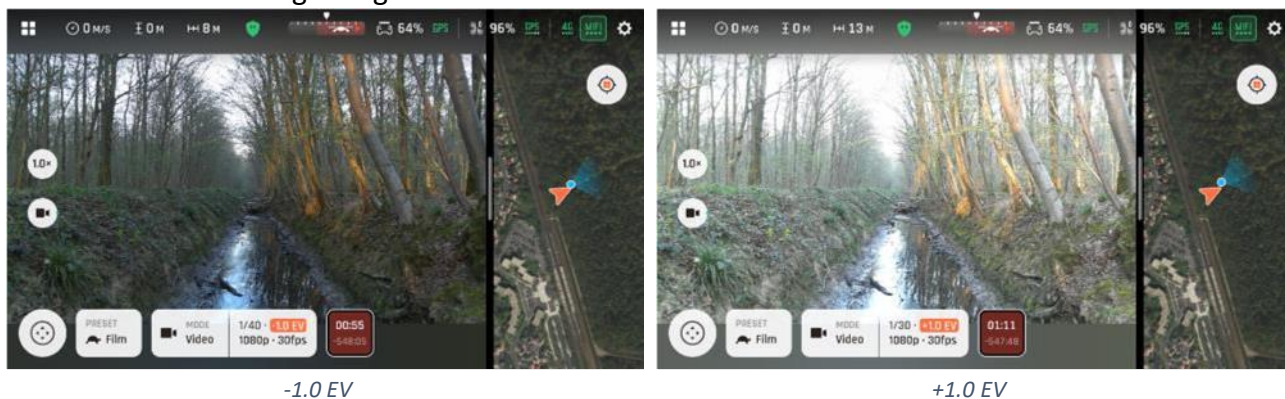 0 M/S 0 M 8 M 64% GPS 96% GPS 4G WIFI
1.0×
PRESET
Film
MODE
Video
1/40 · -1.0 EV
1080p · 30fps
00:55
-548:05
-1.0 EV
0 M/S 0 M 13 M 64% GPS 96% GPS 4G WIFI
1.0×
PRESET
Film
MODE
Video
1/30 · +1.0 EV
1080p · 30fps
01:11
-547:48
+1.0 EV